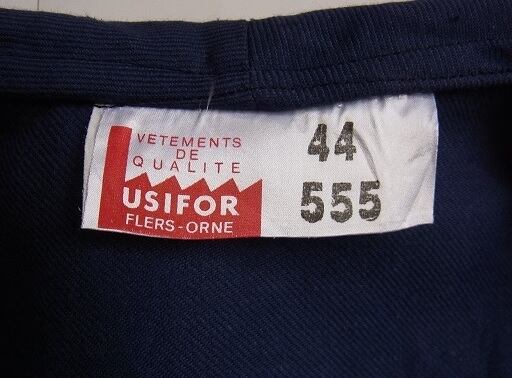 VETEMENTS
DE
QUALITE
USIFOR
FLERS-ORNE
44
555